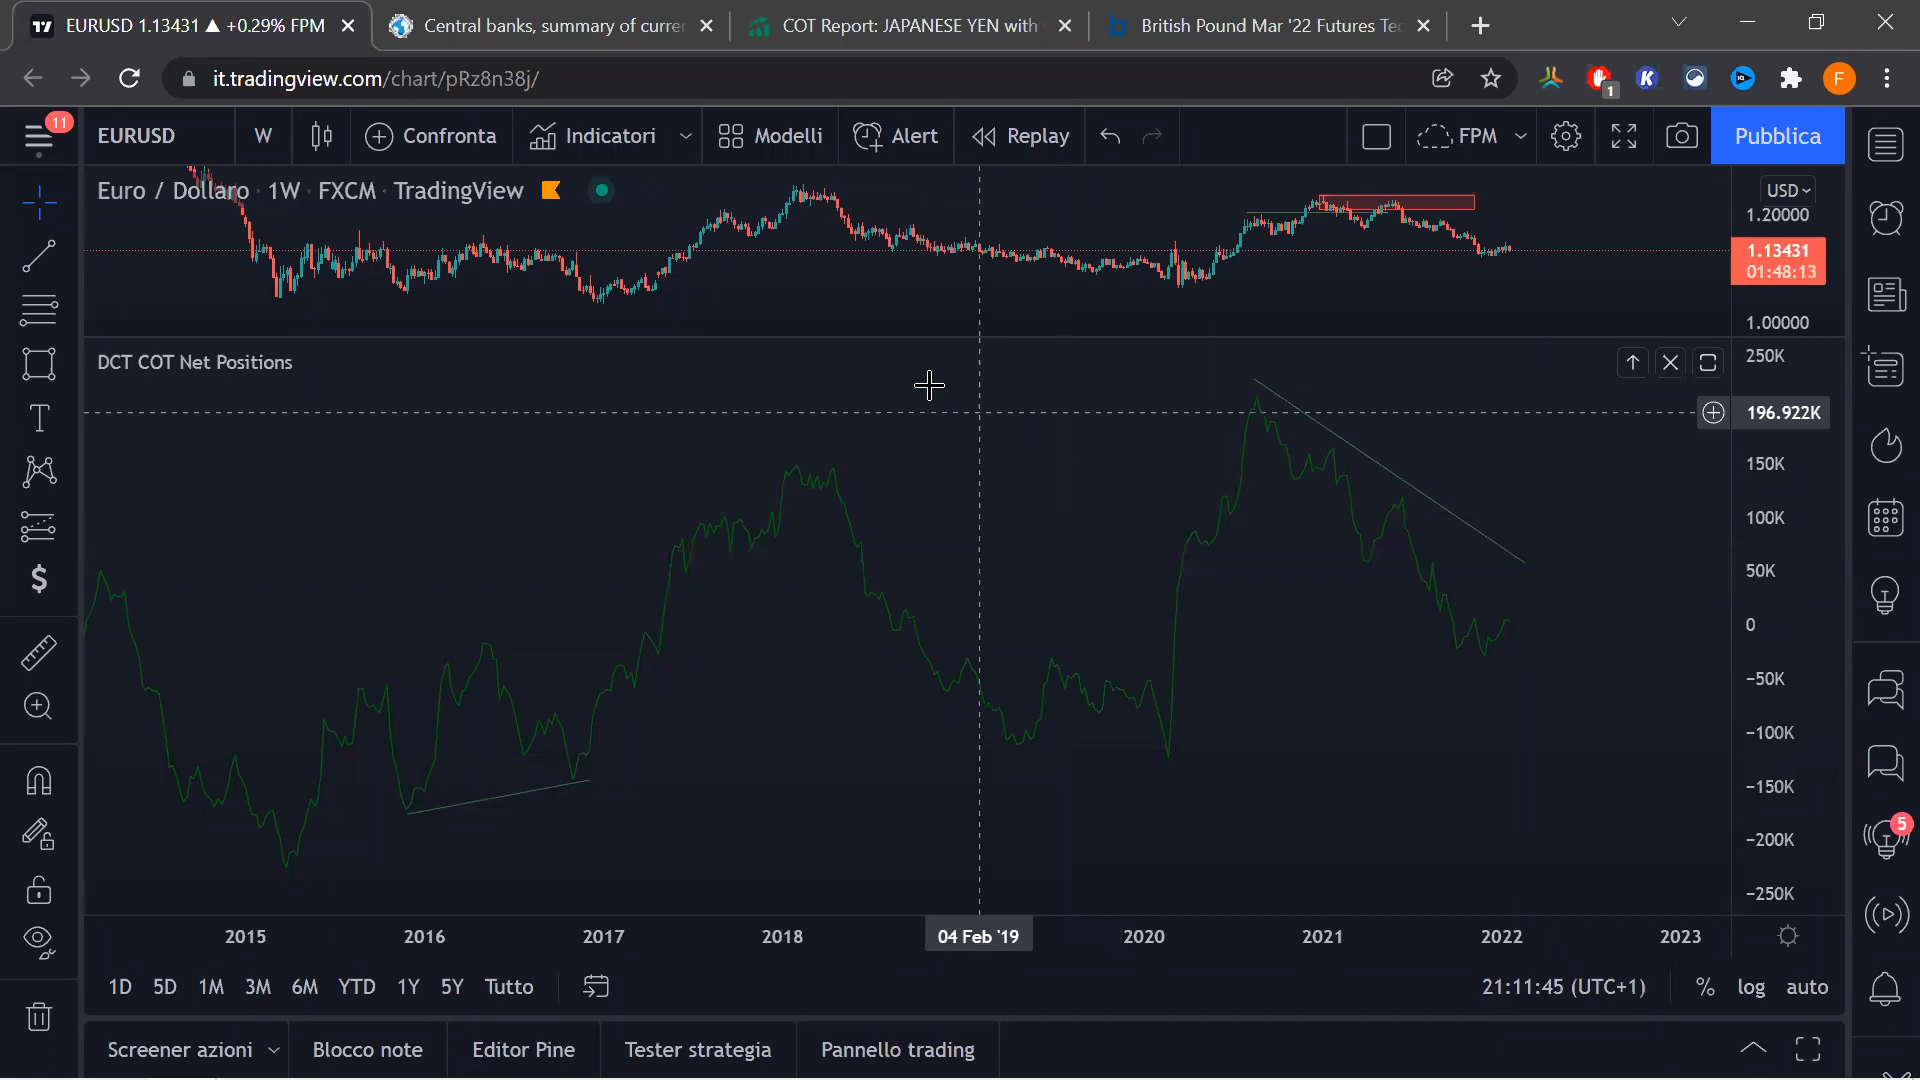 EURUSD 1.13431 ▲ +0.29% FPM
Central banks, summary of currer
COT Report: JAPANESE YEN with
British Pound Mar '22 Futures Tec
it.tradingview.com/chart/pRz8n38j/
1
K
F
11
EURUSD
W
Confronta
Indicatori
Modelli
Alert
Replay
FPM
Pubblica
Euro / Dollaro · 1W · FXCM · TradingView
USD
1.20000
1.13431
01:48:13
1.00000
DCT COT Net Positions
250K
196.922K
150K
100K
50K
0
−50K
−100K
−150K
−200K
−250K
5
2015
2016
2017
2018
04 Feb '19
2020
2021
2022
2023
1D
5D
1M
3M
6M
YTD
1Y
5Y
Tutto
21:11:45 (UTC+1)
%
log
auto
Screener azioni
Blocco note
Editor Pine
Tester strategia
Pannello trading